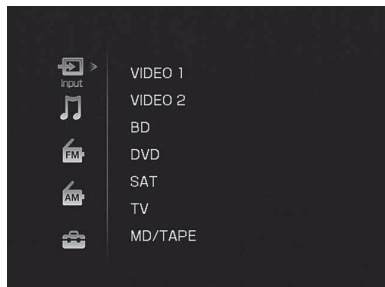 input
VIDEO 1
VIDEO 2
BD
DVD
SAT
TV
MD/TAPE
FM
AM